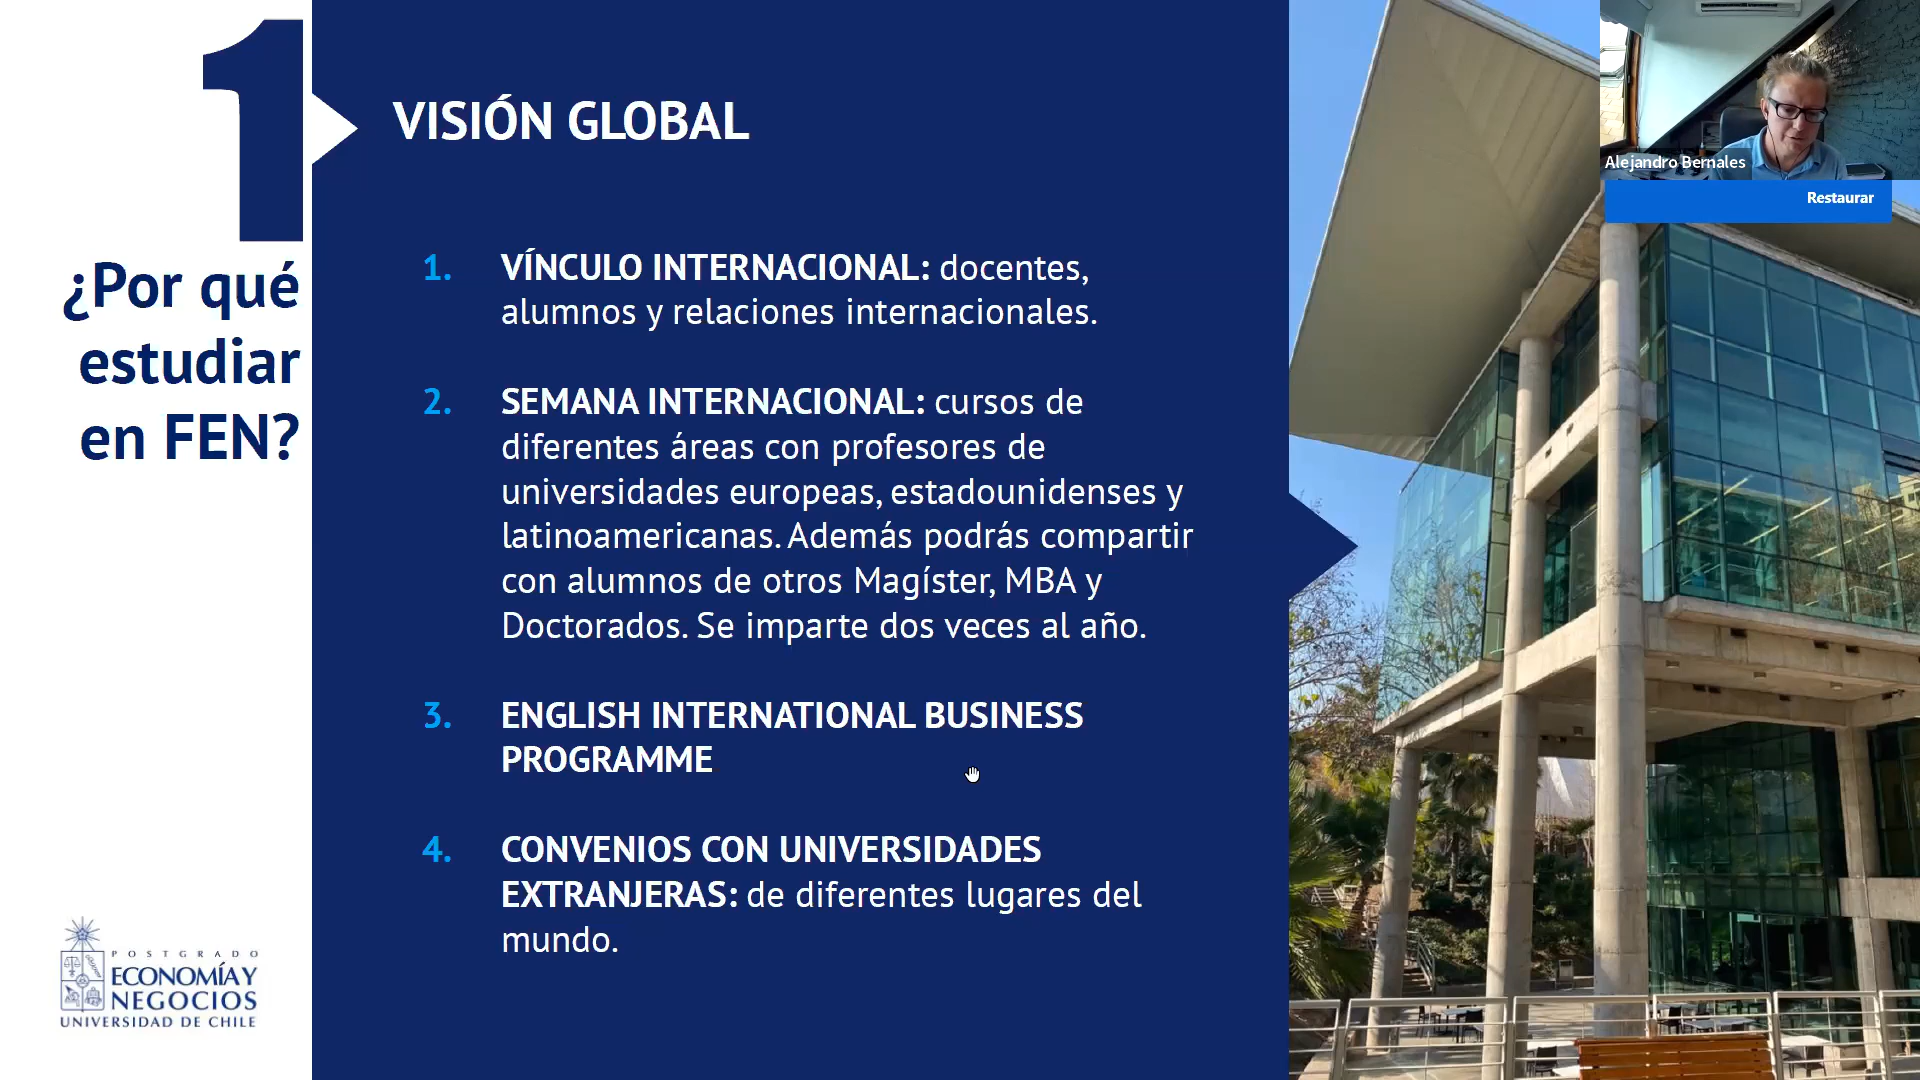 1
¿Por qué
estudiar
en FEN?
VISIÓN GLOBAL
1. VÍNCULO INTERNACIONAL: docentes,
alumnos y relaciones internacionales.
2. SEMANA INTERNACIONAL: cursos de
diferentes áreas con profesores de
universidades europeas, estadounidenses y
latinoamericanas. Además podrás compartir
con alumnos de otros Magíster, MBA y
Doctorados. Se imparte dos veces al año.
3. ENGLISH INTERNATIONAL BUSINESS
PROGRAMME
4. CONVENIOS CON UNIVERSIDADES
EXTRANJERAS: de diferentes lugares del
mundo.
POSTGRADO
ECONOMÍA Y
NEGOCIOS
UNIVERSIDAD DE CHILE
Alejandro Bernales
Restaurar